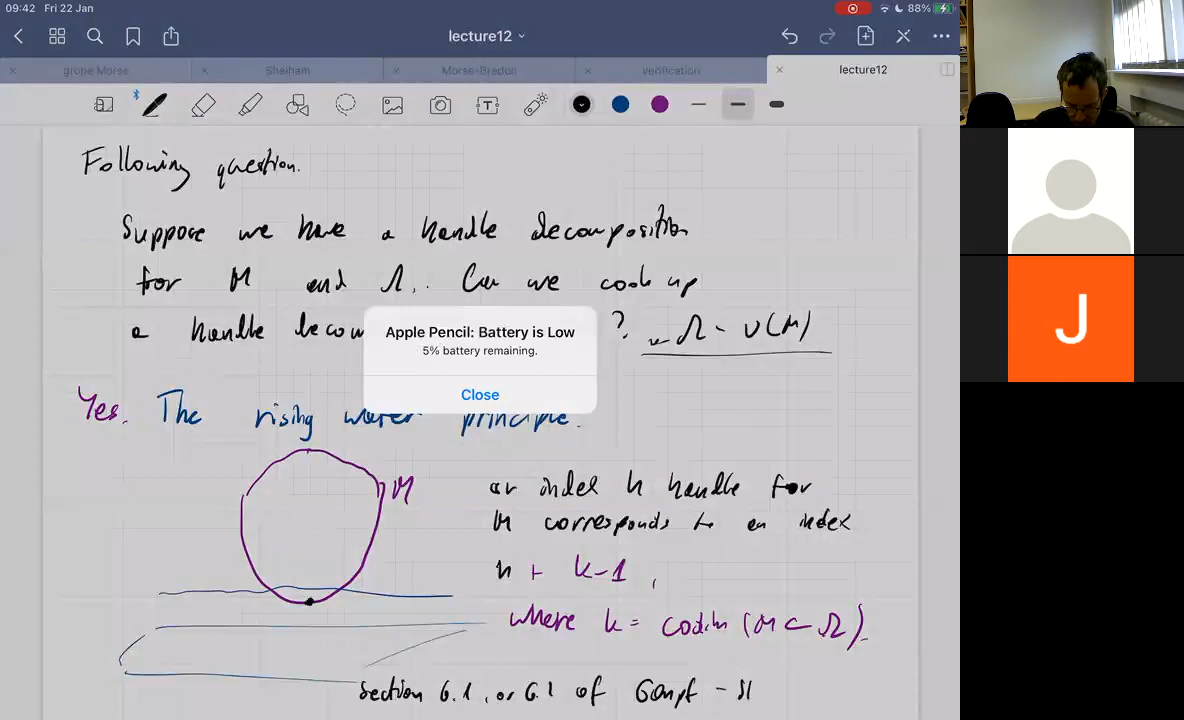 09:42 Fri 22 Jan
88%
lecture12
grope Morse
Sheiham
Morse-Bredon
verification
lecture12
Following question.
Suppose we have a handle decomposition
for M and Ω. Can we cook up
a handle decom ? Ω - ν(M)
Apple Pencil: Battery is Low
5% battery remaining.
Close
Yes. The rising water principle.
M
an index h handle for
M corresponds to an index
h + k-1,
where k = codim (M ⊂ Ω).
Section 6.1. or 6.2 of Gompf - St
J